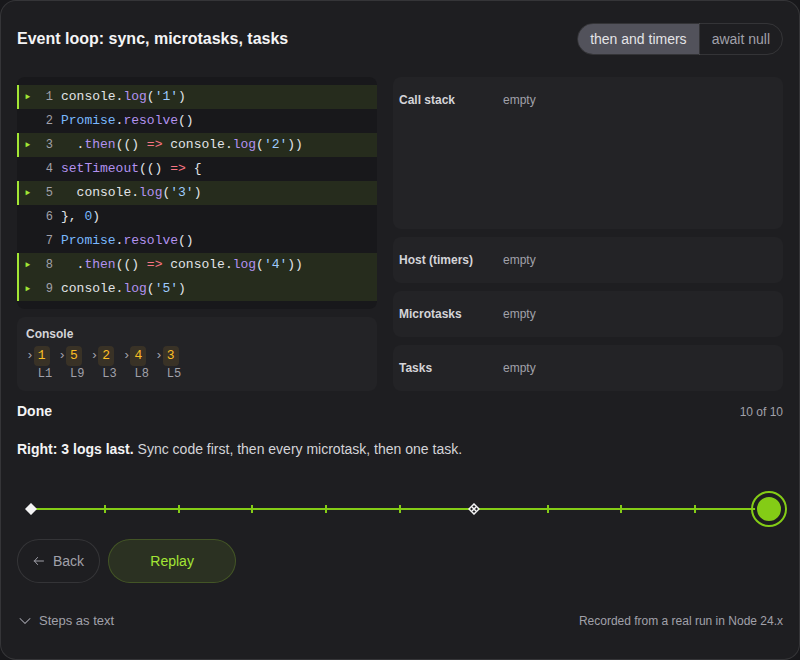 Event loop: sync, microtasks, tasks
then and timers
await null
1 console.log('1')
2 Promise.resolve()
3   .then(() => console.log('2'))
4 setTimeout(() => {
5   console.log('3')
6 }, 0)
7 Promise.resolve()
8   .then(() => console.log('4'))
9 console.log('5')
Call stack empty
Host (timers) empty
Microtasks empty
Tasks empty
Console
› 1 › 5 › 2 › 4 › 3
L1 L9 L3 L8 L5
Done
10 of 10
Right: 3 logs last. Sync code first, then every microtask, then one task.
← Back
Replay
Steps as text
Recorded from a real run in Node 24.x